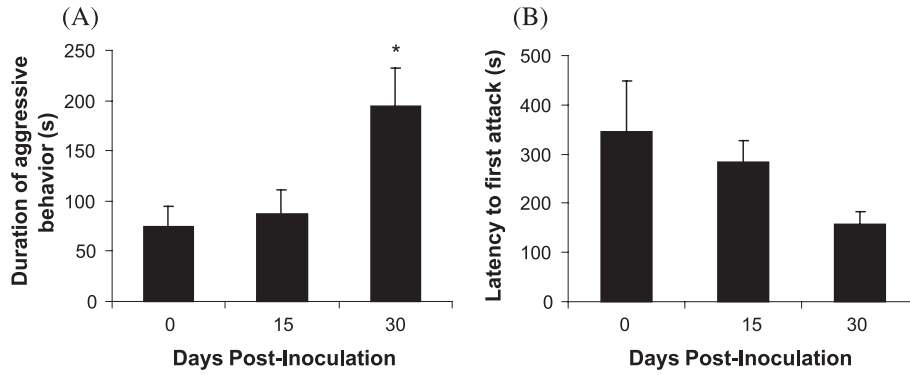 (A)
Duration of aggressive
behavior (s)
250
200
150
100
50
0
*
0 15 30
Days Post-Inoculation
(B)
Latency to first attack (s)
500
400
300
200
100
0
0 15 30
Days Post-Inoculation